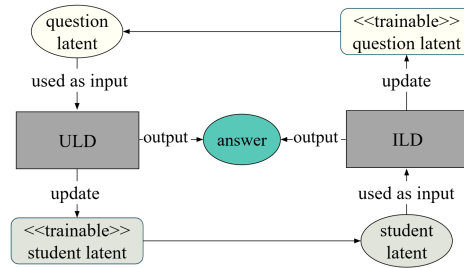 question
latent
<<trainable>>
question latent
used as input
update
ULD
output
answer
output
ILD
update
used as input
<<trainable>>
student latent
student
latent